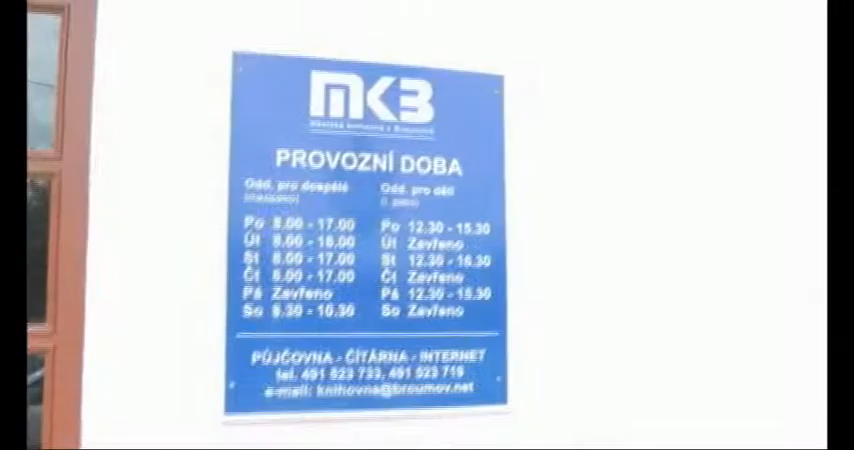 MKB
Městská knihovna v Broumově
PROVOZNÍ DOBA
Odd. pro dospělé
Odd. pro děti
Po 8.00 - 17.00
Po 12.30 - 15.30
Út 8.00 - 16.00
Út Zavřeno
St 8.00 - 17.00
St 12.30 - 16.30
Čt 8.00 - 17.00
Čt Zavřeno
Pá Zavřeno
Pá 12.30 - 15.30
So 8.30 - 10.30
So Zavřeno
PŮJČOVNA - ČÍTÁRNA - INTERNET
tel. 491 523 733, 491 523 719
e-mail: knihovna@broumov.net